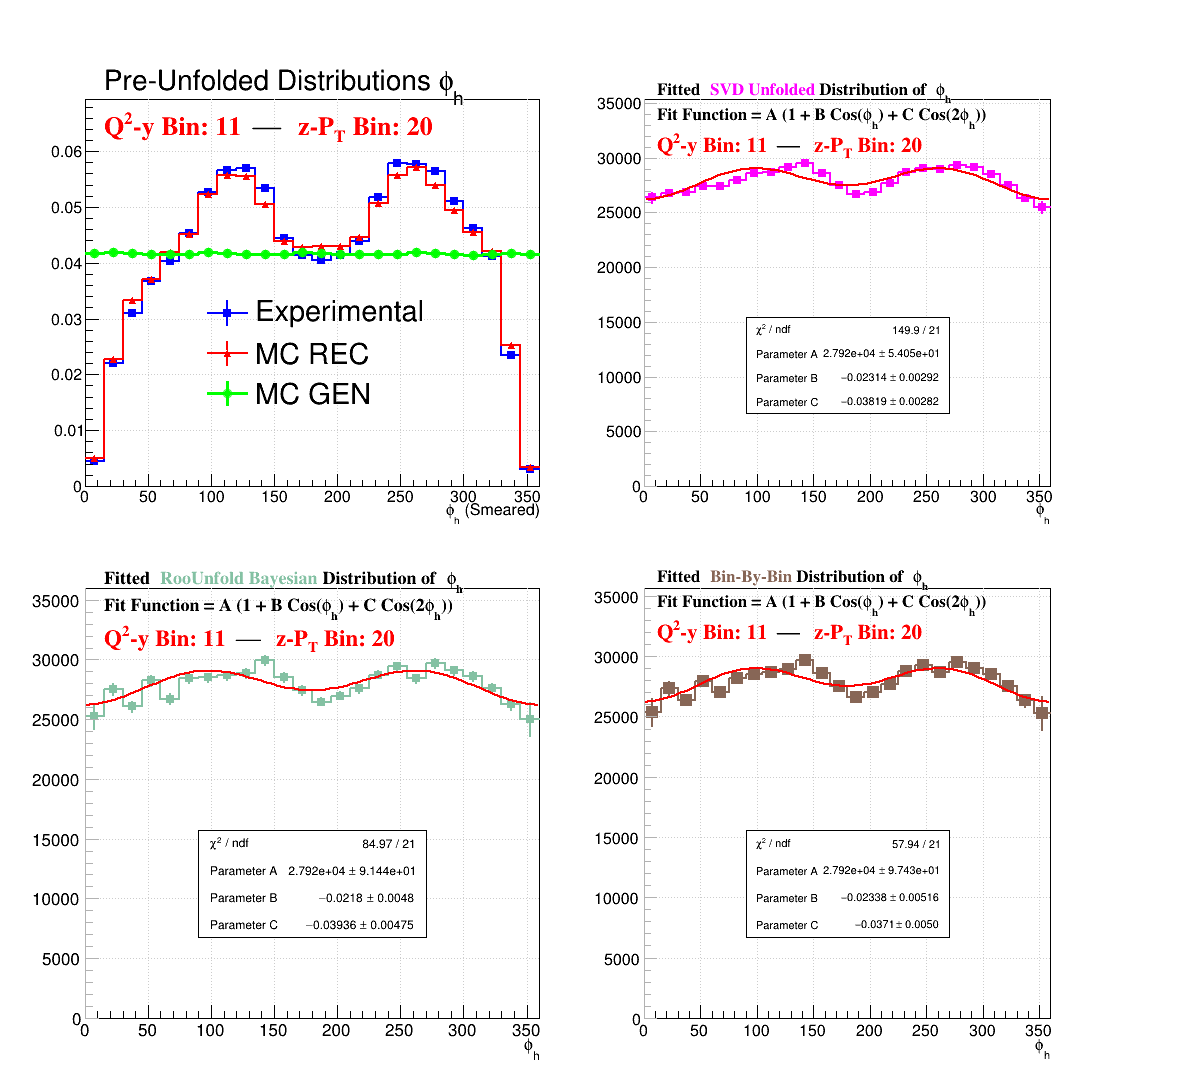 Pre-Unfolded Distributions ϕh
Q2-y Bin: 11 — z-PT Bin: 20
0.06
0.05
0.04
0.03
0.02
0.01
0
Experimental
MC REC
MC GEN
0 50 100 150 200 250 300 350
ϕh (Smeared)
Fitted SVD Unfolded Distribution of ϕh
Fit Function = A (1 + B Cos(ϕh) + C Cos(2ϕh))
Q2-y Bin: 11 — z-PT Bin: 20
35000
30000
25000
20000
15000
10000
5000
0
χ2 / ndf 149.9 / 21
Parameter A 2.792e+04 ± 5.405e+01
Parameter B −0.02314 ± 0.00292
Parameter C −0.03819 ± 0.00282
0 50 100 150 200 250 300 350
ϕh
Fitted RooUnfold Bayesian Distribution of ϕh
Fit Function = A (1 + B Cos(ϕh) + C Cos(2ϕh))
Q2-y Bin: 11 — z-PT Bin: 20
35000
30000
25000
20000
15000
10000
5000
0
χ2 / ndf 84.97 / 21
Parameter A 2.792e+04 ± 9.144e+01
Parameter B −0.0218 ± 0.0048
Parameter C −0.03936 ± 0.00475
0 50 100 150 200 250 300 350
ϕh
Fitted Bin-By-Bin Distribution of ϕh
Fit Function = A (1 + B Cos(ϕh) + C Cos(2ϕh))
Q2-y Bin: 11 — z-PT Bin: 20
35000
30000
25000
20000
15000
10000
5000
0
χ2 / ndf 57.94 / 21
Parameter A 2.792e+04 ± 9.743e+01
Parameter B −0.02338 ± 0.00516
Parameter C −0.0371 ± 0.0050
0 50 100 150 200 250 300 350
ϕh